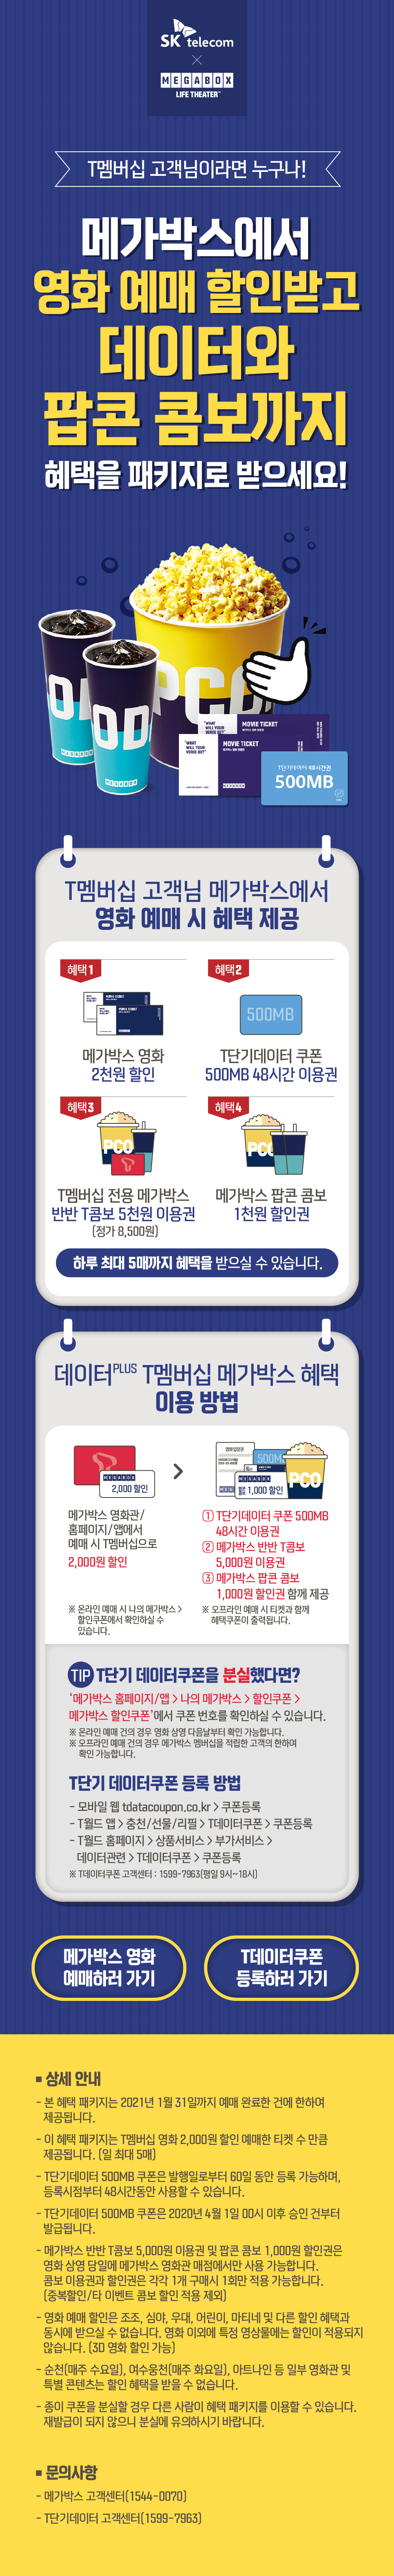 SK telecom
×
MEGABOX
LIFE THEATER
T멤버십 고객님이라면 누구나!
메가박스에서
영화 예매 할인받고
데이터와
팝콘 콤보까지
혜택을 패키지로 받으세요!
MOVIE TICKET
MOVIE TICKET
MEGABOX
T단기데이터 48시간권
500MB
T멤버십 고객님 메가박스에서
영화 예매 시 혜택 제공
혜택1
메가박스 영화
2천원 할인
혜택2
500MB
T단기데이터 쿠폰
500MB 48시간 이용권
혜택3
PCO
T멤버십 전용 메가박스
반반 T콤보 5천원 이용권
(정가 8,500원)
혜택4
메가박스 팝콘 콤보
1천원 할인권
하루 최대 5매까지 혜택을 받으실 수 있습니다.
데이터PLUS T멤버십 메가박스 혜택
이용 방법
MEGABOX
2,000 할인
메가박스 영화관/
홈페이지/앱에서
예매 시 T멤버십으로
2,000원 할인
※ 온라인 예매 시 나의 메가박스 >
할인쿠폰에서 확인하실 수
있습니다.
영화입장권
500M
MEGABOX
1,000 할인
PCO
① T단기데이터 쿠폰 500MB
48시간 이용권
② 메가박스 반반 T콤보
5,000원 이용권
③ 메가박스 팝콘 콤보
1,000원 할인권 함께 제공
※ 오프라인 예매 시 티켓과 함께
혜택쿠폰이 출력됩니다.
TIP T단기 데이터쿠폰을 분실했다면?
'메가박스 홈페이지/앱 > 나의 메가박스 > 할인쿠폰 >
메가박스 할인쿠폰'에서 쿠폰 번호를 확인하실 수 있습니다.
※ 온라인 예매 건의 경우 영화 상영 다음날부터 확인 가능합니다.
※ 오프라인 예매 건의 경우 메가박스 멤버십을 적립한 고객의 한하여
확인 가능합니다.
T단기 데이터쿠폰 등록 방법
- 모바일 웹 tdatacoupon.co.kr > 쿠폰등록
- T월드 앱 > 충전/선물/리필 > T데이터쿠폰 > 쿠폰등록
- T월드 홈페이지 > 상품서비스 > 부가서비스 >
데이터관련 > T데이터쿠폰 > 쿠폰등록
※ T데이터쿠폰 고객센터 : 1599-7963(평일 9시~18시)
메가박스 영화
예매하러 가기
T데이터쿠폰
등록하러 가기
■ 상세 안내
- 본 혜택 패키지는 2021년 1월 31일까지 예매 완료한 건에 한하여
제공됩니다.
- 이 혜택 패키지는 T멤버십 영화 2,000원 할인 예매한 티켓 수 만큼
제공됩니다. (일 최대 5매)
- T단기데이터 500MB 쿠폰은 발행일로부터 60일 동안 등록 가능하며,
등록시점부터 48시간동안 사용할 수 있습니다.
- T단기데이터 500MB 쿠폰은 2020년 4월 1일 00시 이후 승인 건부터
발급됩니다.
- 메가박스 반반 T콤보 5,000원 이용권 및 팝콘 콤보 1,000원 할인권은
영화 상영 당일에 메가박스 영화관 매점에서만 사용 가능합니다.
콤보 이용권과 할인권은 각각 1개 구매시 1회만 적용 가능합니다.
(중복할인/타 이벤트 콤보 할인 적용 제외)
- 영화 예매 할인은 조조, 심야, 우대, 어린이, 마티네 및 다른 할인 혜택과
동시에 받으실 수 없습니다. 영화 이외에 특정 영상물에는 할인이 적용되지
않습니다. (3D 영화 할인 가능)
- 순천(매주 수요일), 여수웅천(매주 화요일), 아트나인 등 일부 영화관 및
특별 콘텐츠는 할인 혜택을 받을 수 없습니다.
- 종이 쿠폰을 분실할 경우 다른 사람이 혜택 패키지를 이용할 수 있습니다.
재발급이 되지 않으니 분실에 유의하시기 바랍니다.
■ 문의사항
- 메가박스 고객센터(1544-0070)
- T단기데이터 고객센터(1599-7963)